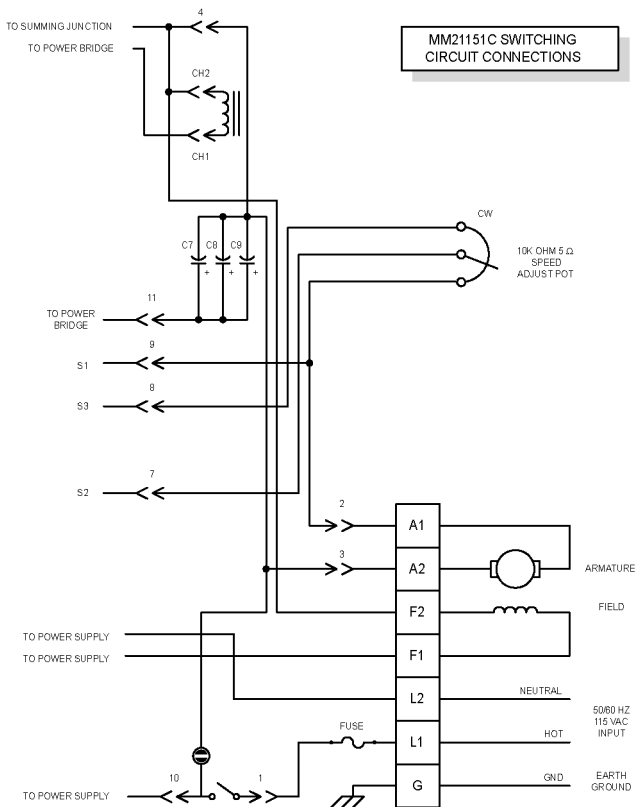 4
TO SUMMING JUNCTION
MM21151C SWITCHING
CIRCUIT CONNECTIONS
TO POWER BRIDGE
CH2
CH1
CW
10K OHM 5 Ω
SPEED
ADJUST POT
C7
C8
C9
+
+
+
11
TO POWER
BRIDGE
9
S1
8
S3
7
S2
2
A1
3
A2
ARMATURE
F2
FIELD
TO POWER SUPPLY
F1
TO POWER SUPPLY
L2
NEUTRAL
50/60 HZ
115 VAC
INPUT
FUSE
L1
HOT
10
1
G
GND
EARTH
GROUND
TO POWER SUPPLY